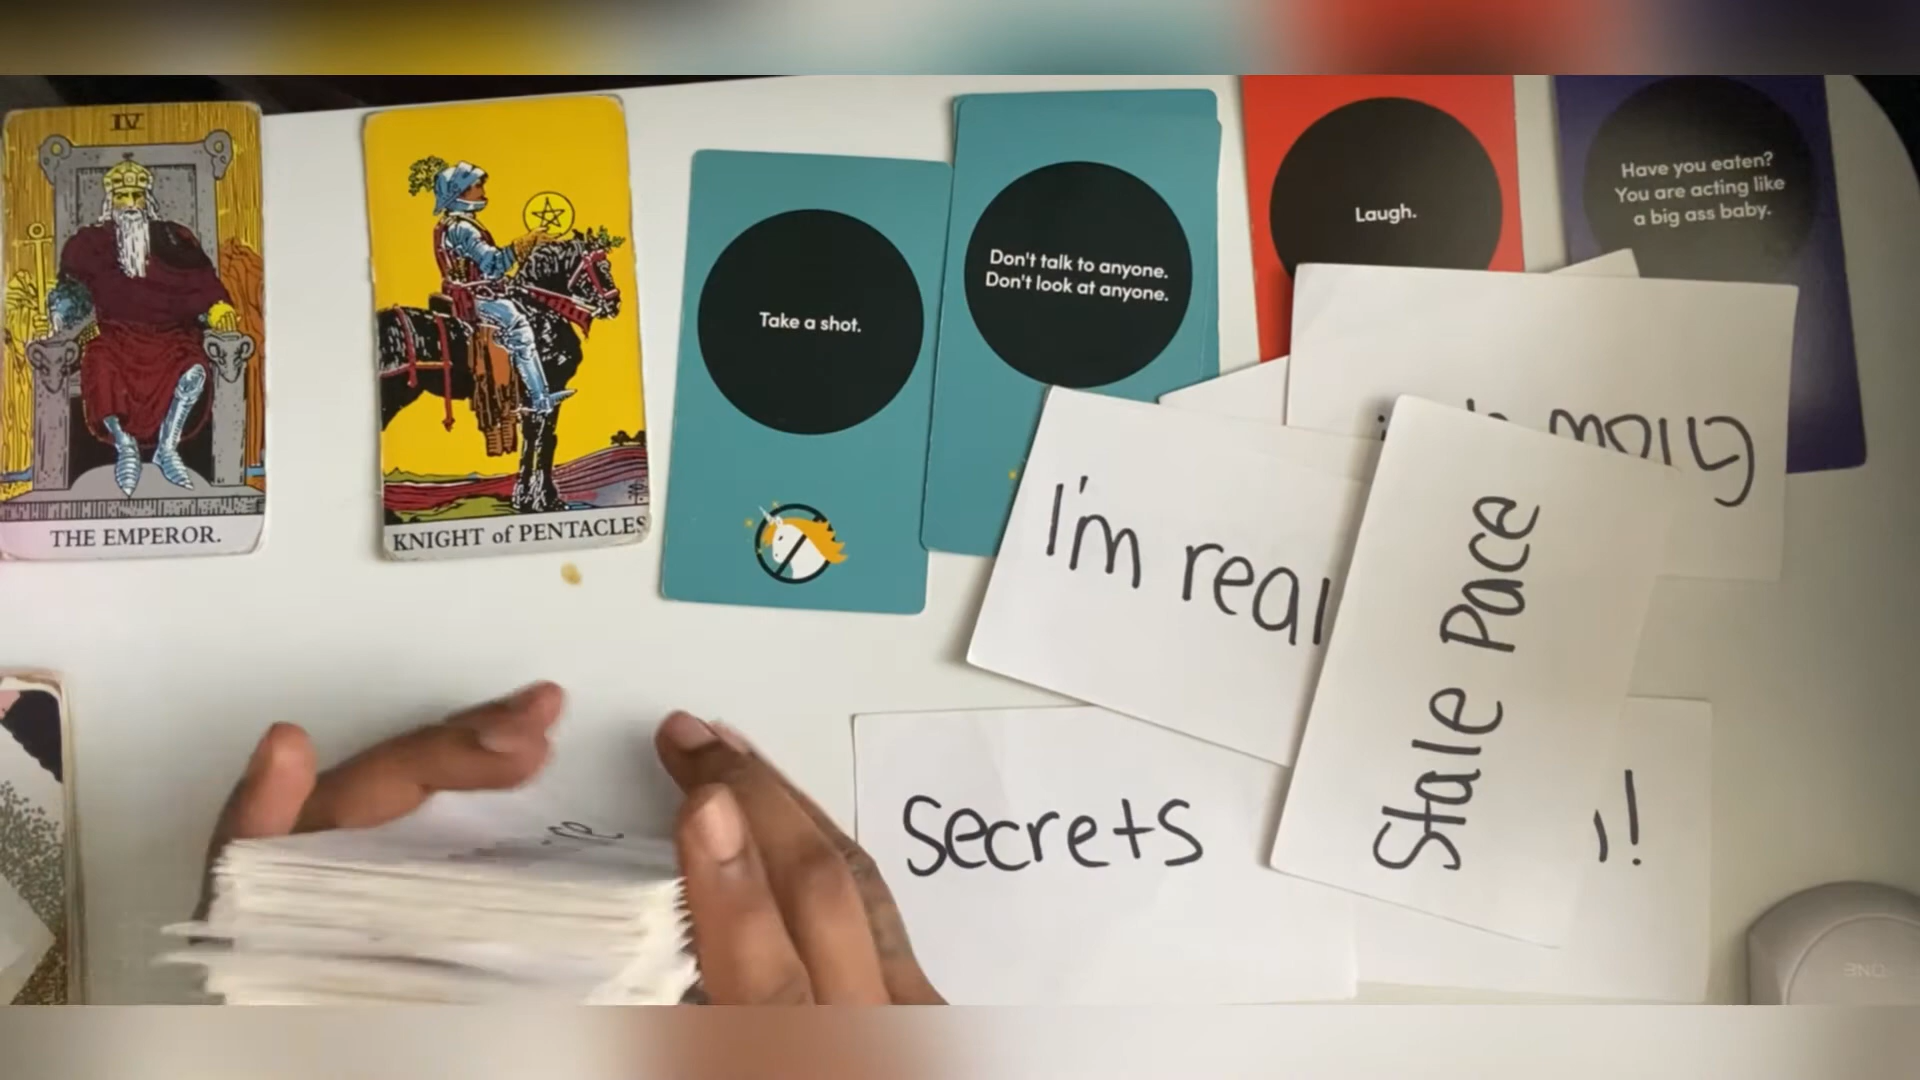 IV
THE EMPEROR.
KNIGHT of PENTACLES
Take a shot.
Don't talk to anyone.
Don't look at anyone.
Laugh.
Have you eaten?
You are acting like
a big ass baby.
I'm real
Stale Pace
Secrets
!